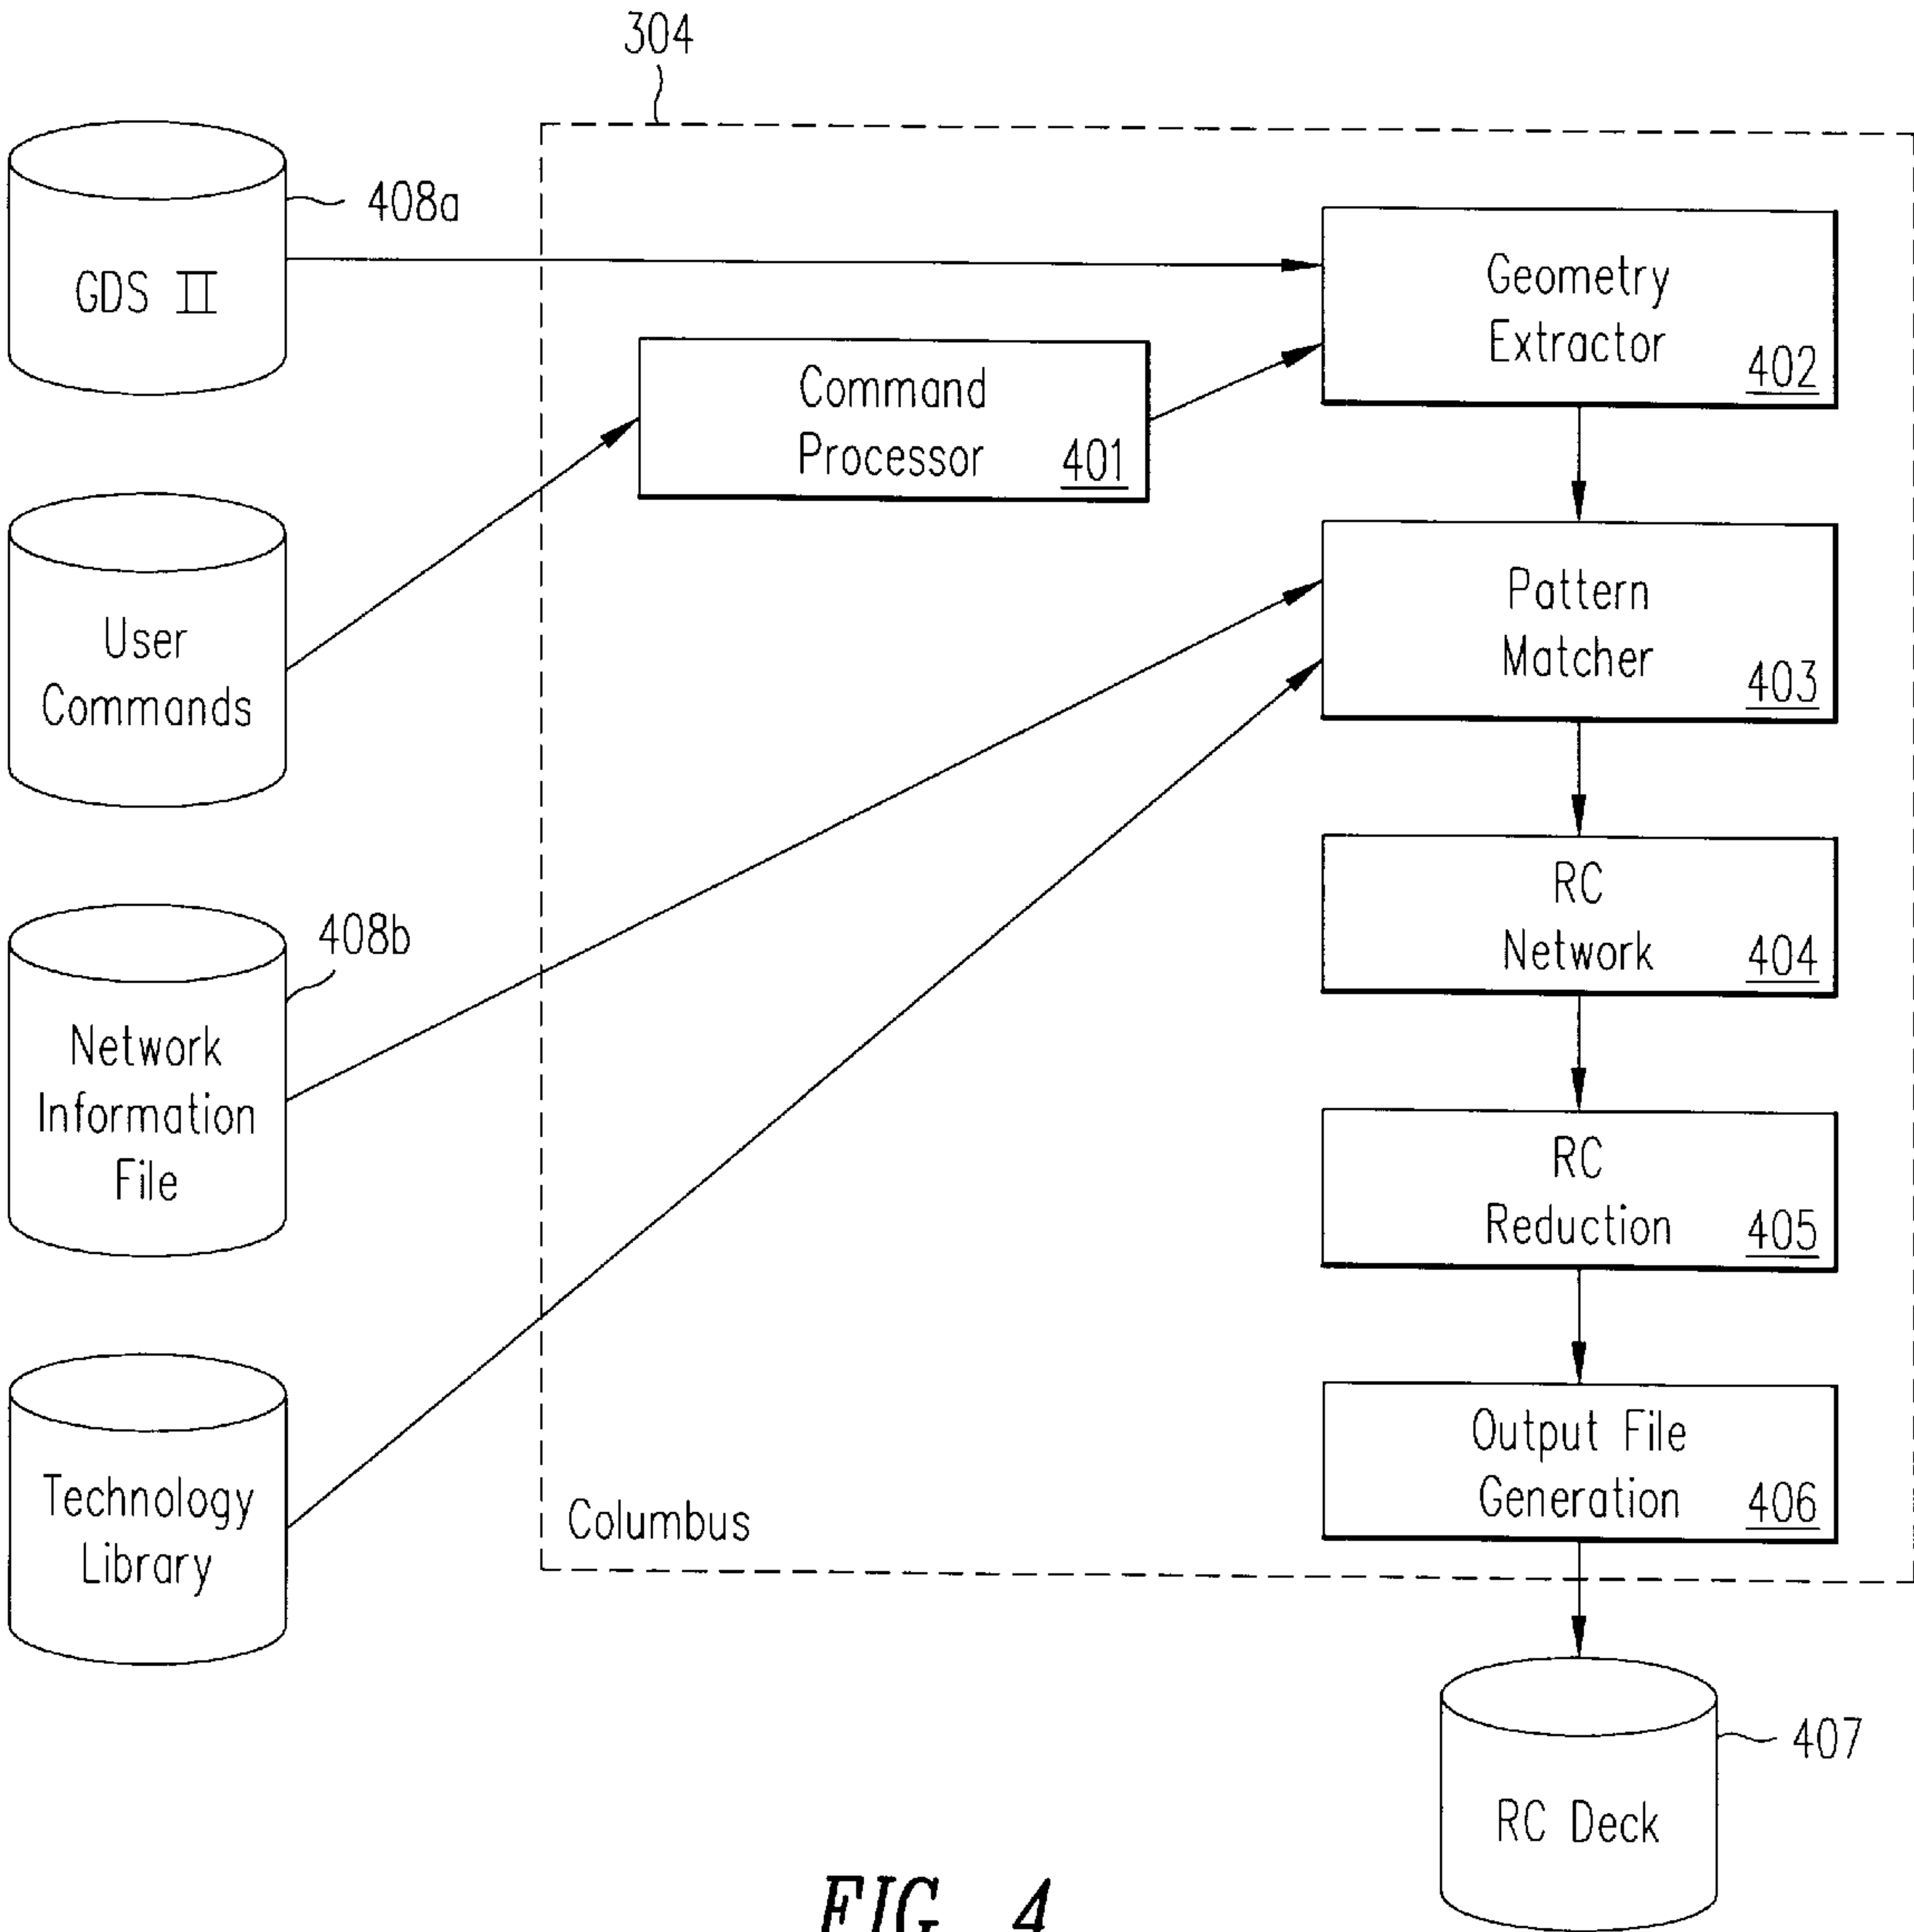 304
408a
GDS II
Geometry
Extractor
402
Command
Processor
401
User
Commands
Pattern
Matcher
403
408b
Network
Information
File
RC
Network
404
RC
Reduction
405
Technology
Library
Columbus
Output File
Generation
406
407
RC Deck
FIG. 4